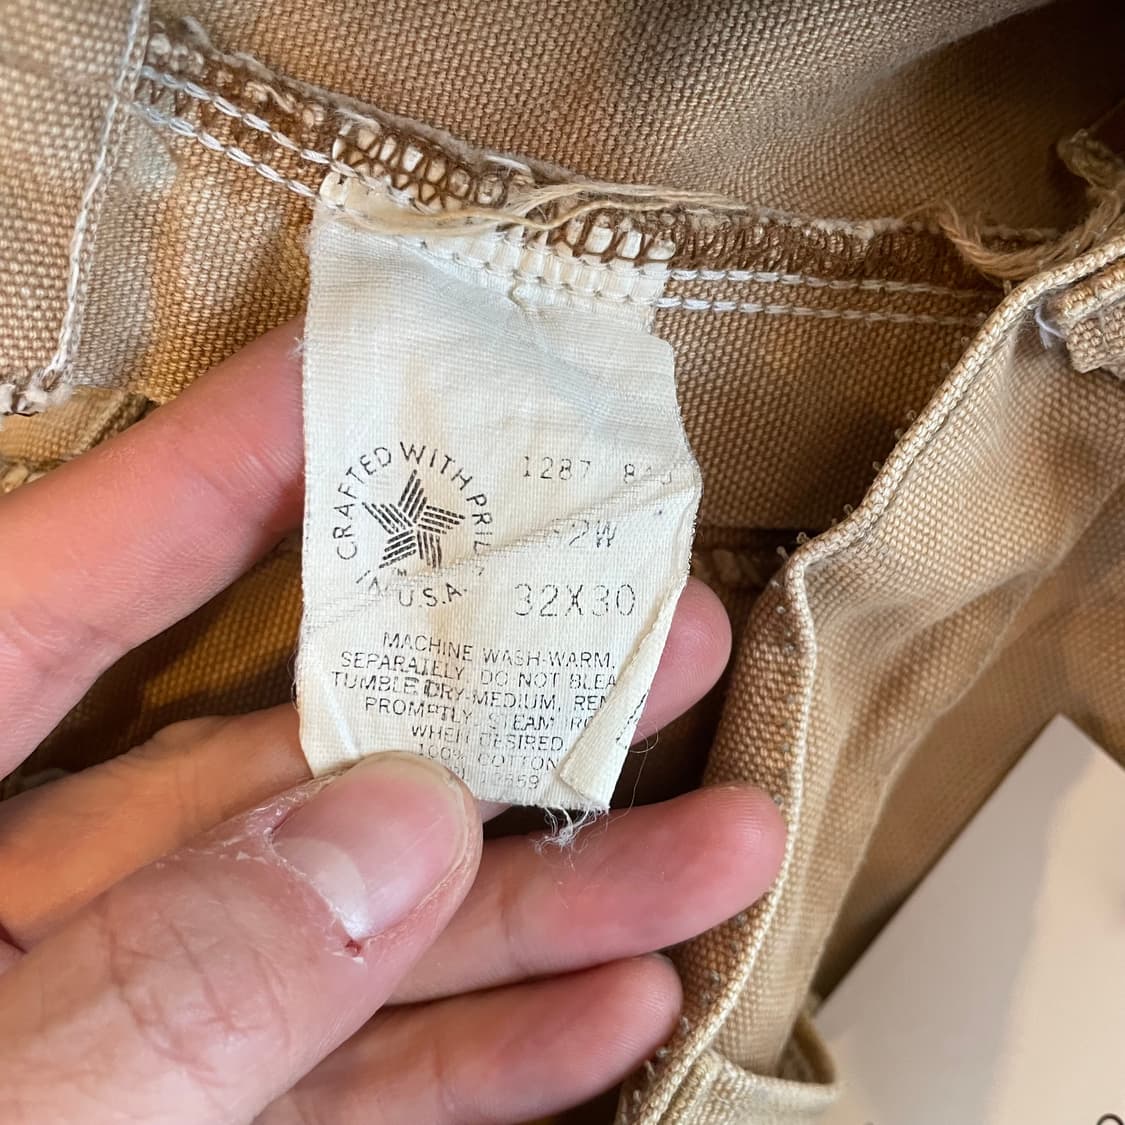 CRAFTED WITH PRIDE
U.S.A.
1287
2W
32X30
MACHINE WASH-WARM.
SEPARATELY DO NOT BLEA
TUMBLE DRY-MEDIUM. REM
PROMPTLY. STEAM
WHEN DESIRED
100% COTTON